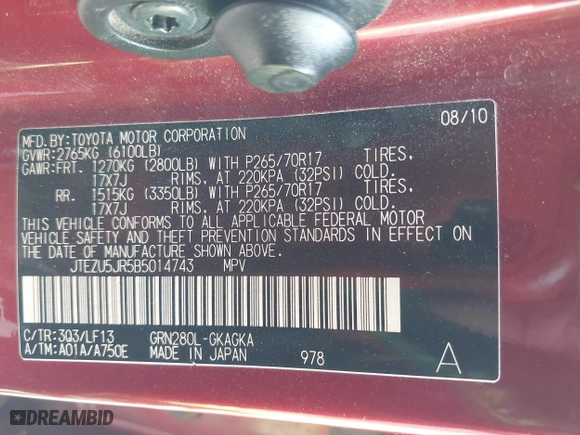 08/10
MFD.BY:TOYOTA MOTOR CORPORATION
GVWR:2765KG (6100LB)
GAWR:FRT. 1270KG (2800LB) WITH P265/70R17 TIRES,
17X7J RIMS, AT 220KPA (32PSI) COLD.
RR. 1515KG (3350LB) WITH P265/70R17 TIRES,
17X7J RIMS, AT 220KPA (32PSI) COLD.
THIS VEHICLE CONFORMS TO ALL APPLICABLE FEDERAL MOTOR
VEHICLE SAFETY AND THEFT PREVENTION STANDARDS IN EFFECT ON
THE DATE OF MANUFACTURE SHOWN ABOVE.
JTEZU5JR5B5014743 MPV
C/TR:3Q3/LF13 GRN280L-GKAGKA
A/TM:A01A/A750E MADE IN JAPAN 978 A
DREAMBID